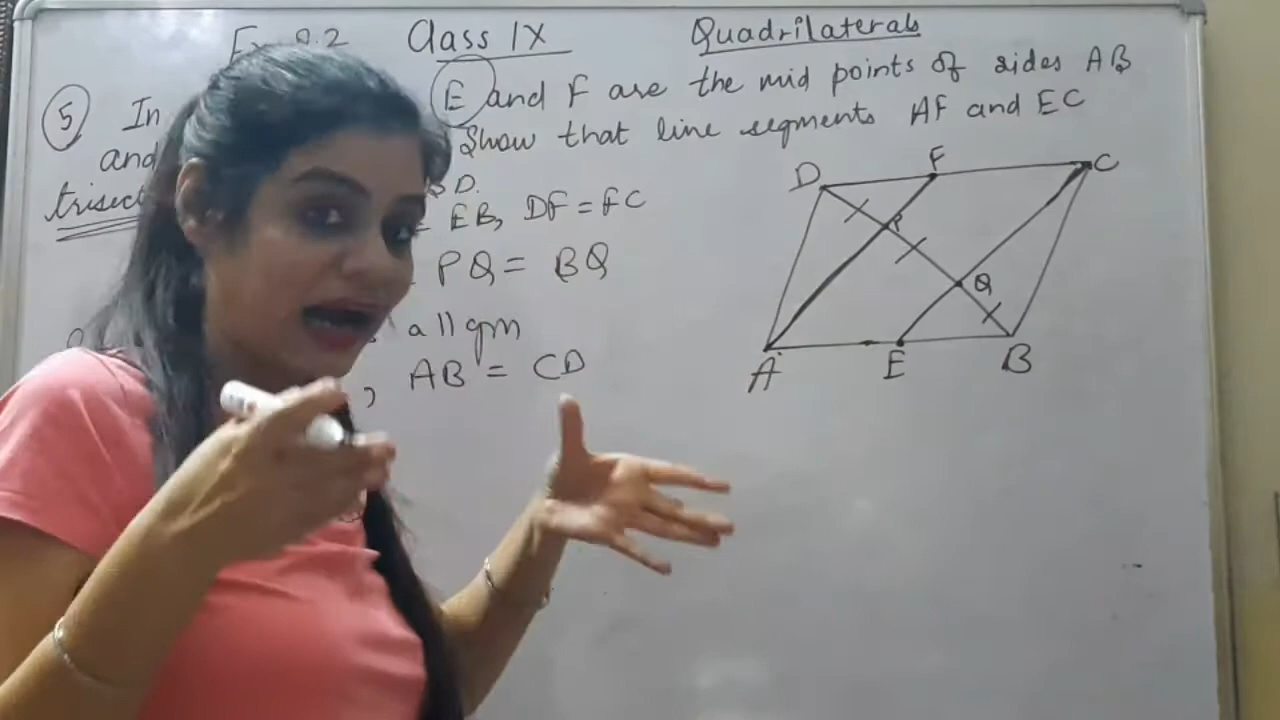 Class IX Quadrilaterals
5 In E and F are the mid points of sides AB
and Show that line segments AF and EC
trisect BD.
= EB, DF = FC
PQ = BQ
a llgm
, AB = CD
D F C
P
Q
A E B